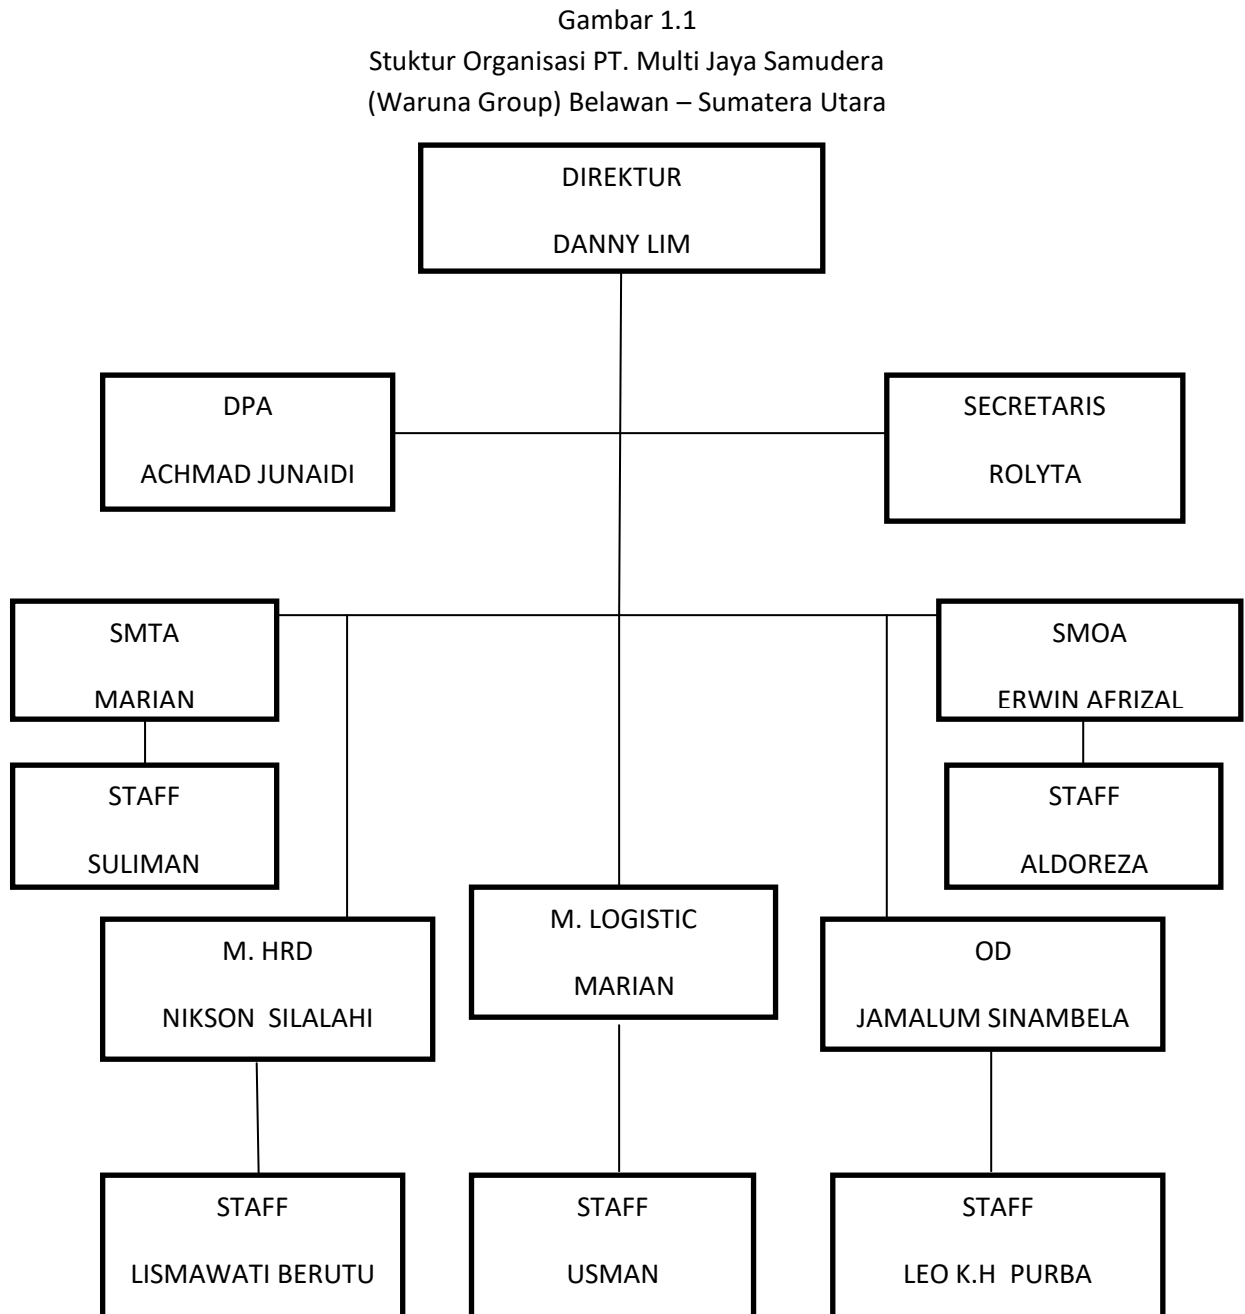 Gambar 1.1
Stuktur Organisasi PT. Multi Jaya Samudera
(Waruna Group) Belawan – Sumatera Utara
DIREKTUR
DANNY LIM
DPA
ACHMAD JUNAIDI
SECRETARIS
ROLYTA
SMTA
MARIAN
SMOA
ERWIN AFRIZAL
STAFF
SULIMAN
STAFF
ALDOREZA
M. HRD
NIKSON SILALAHI
M. LOGISTIC
MARIAN
OD
JAMALUM SINAMBELA
STAFF
LISMAWATI BERUTU
STAFF
USMAN
STAFF
LEO K.H PURBA